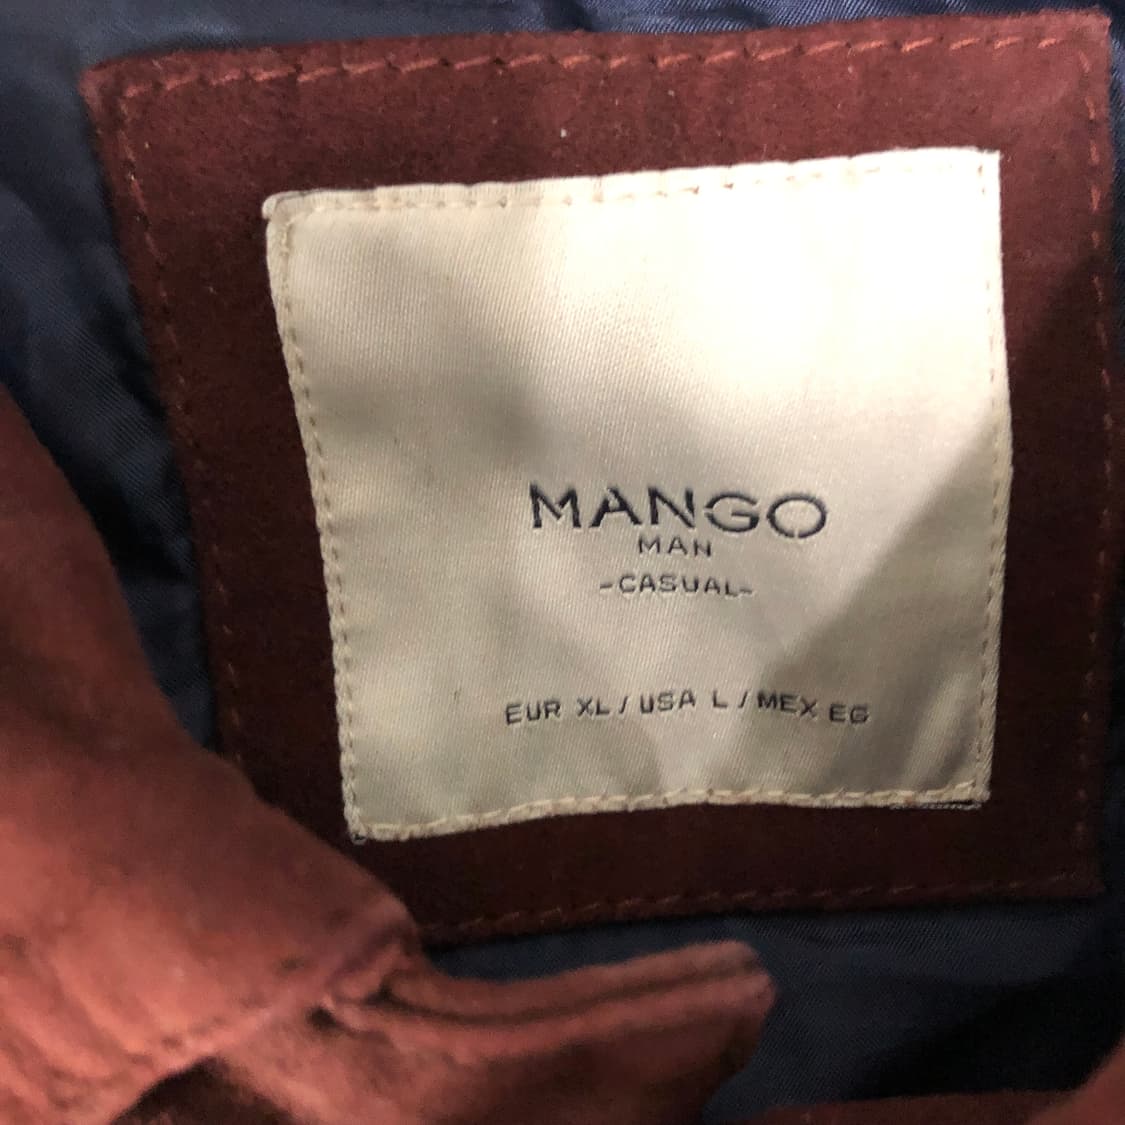 MANGO
MAN
-CASUAL-
EUR XL / USA L / MEX EG